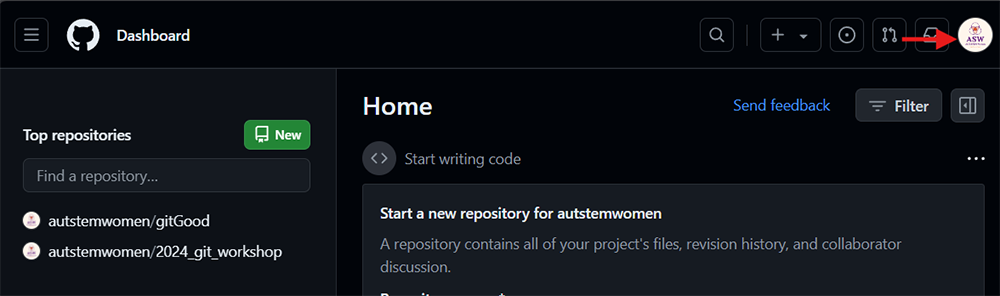 Dashboard
ASW
Home
Send feedback
Filter
Top repositories
New
Find a repository...
Start writing code
autstemwomen/gitGood
autstemwomen/2024_git_workshop
Start a new repository for autstemwomen
A repository contains all of your project's files, revision history, and collaborator
discussion.